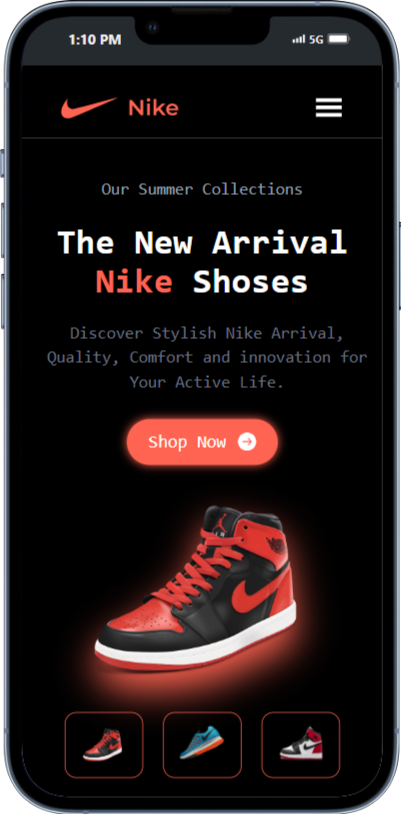 1:10 PM 5G
Nike
Our Summer Collections
The New Arrival
Nike Shoses
Discover Stylish Nike Arrival,
Quality, Comfort and innovation for
Your Active Life.
Shop Now